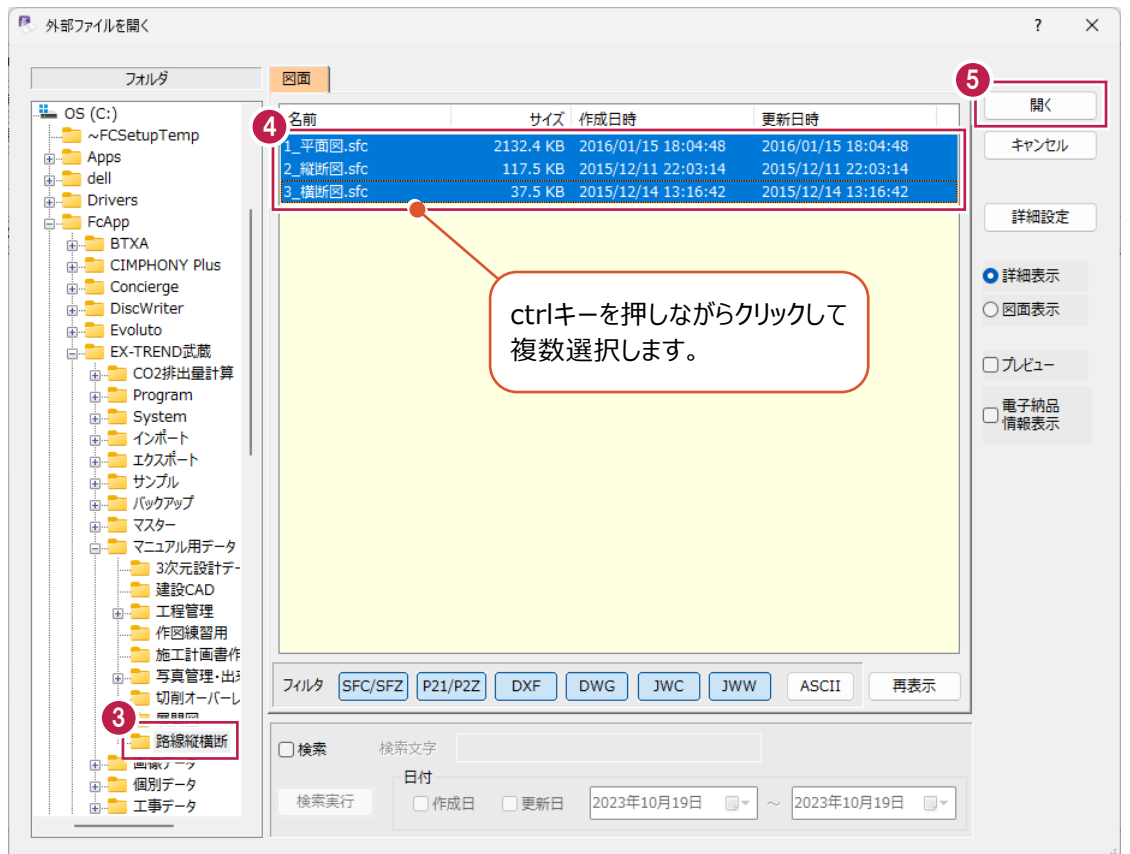 外部ファイルを開く
?
×
フォルダ
OS (C:)
~FCSetupTemp
Apps
dell
Drivers
FcApp
BTXA
CIMPHONY Plus
Concierge
DiscWriter
Evoluto
EX-TREND武蔵
CO2排出量計算
Program
System
インポート
エクスポート
サンプル
バックアップ
マスター
マニュアル用データ
3次元設計デー
建設CAD
工程管理
作図練習用
施工計画書作
写真管理・出来
切削オーバーレ
展開図
3
路線縦横断
画像データ
個別データ
工事データ
図面
名前 サイズ 作成日時 更新日時
4
1_平面図.sfc 2132.4 KB 2016/01/15 18:04:48 2016/01/15 18:04:48
2_縦断図.sfc 117.5 KB 2015/12/11 22:03:14 2015/12/11 22:03:14
3_横断図.sfc 37.5 KB 2015/12/14 13:16:42 2015/12/14 13:16:42
ctrlキーを押しながらクリックして
複数選択します。
フィルタ SFC/SFZ P21/P2Z DXF DWG JWC JWW ASCII 再表示
検索 検索文字
検索実行
日付
作成日 更新日 2023年10月19日 ～ 2023年10月19日
5
開く
キャンセル
詳細設定
詳細表示
図面表示
プレビュー
電子納品
情報表示